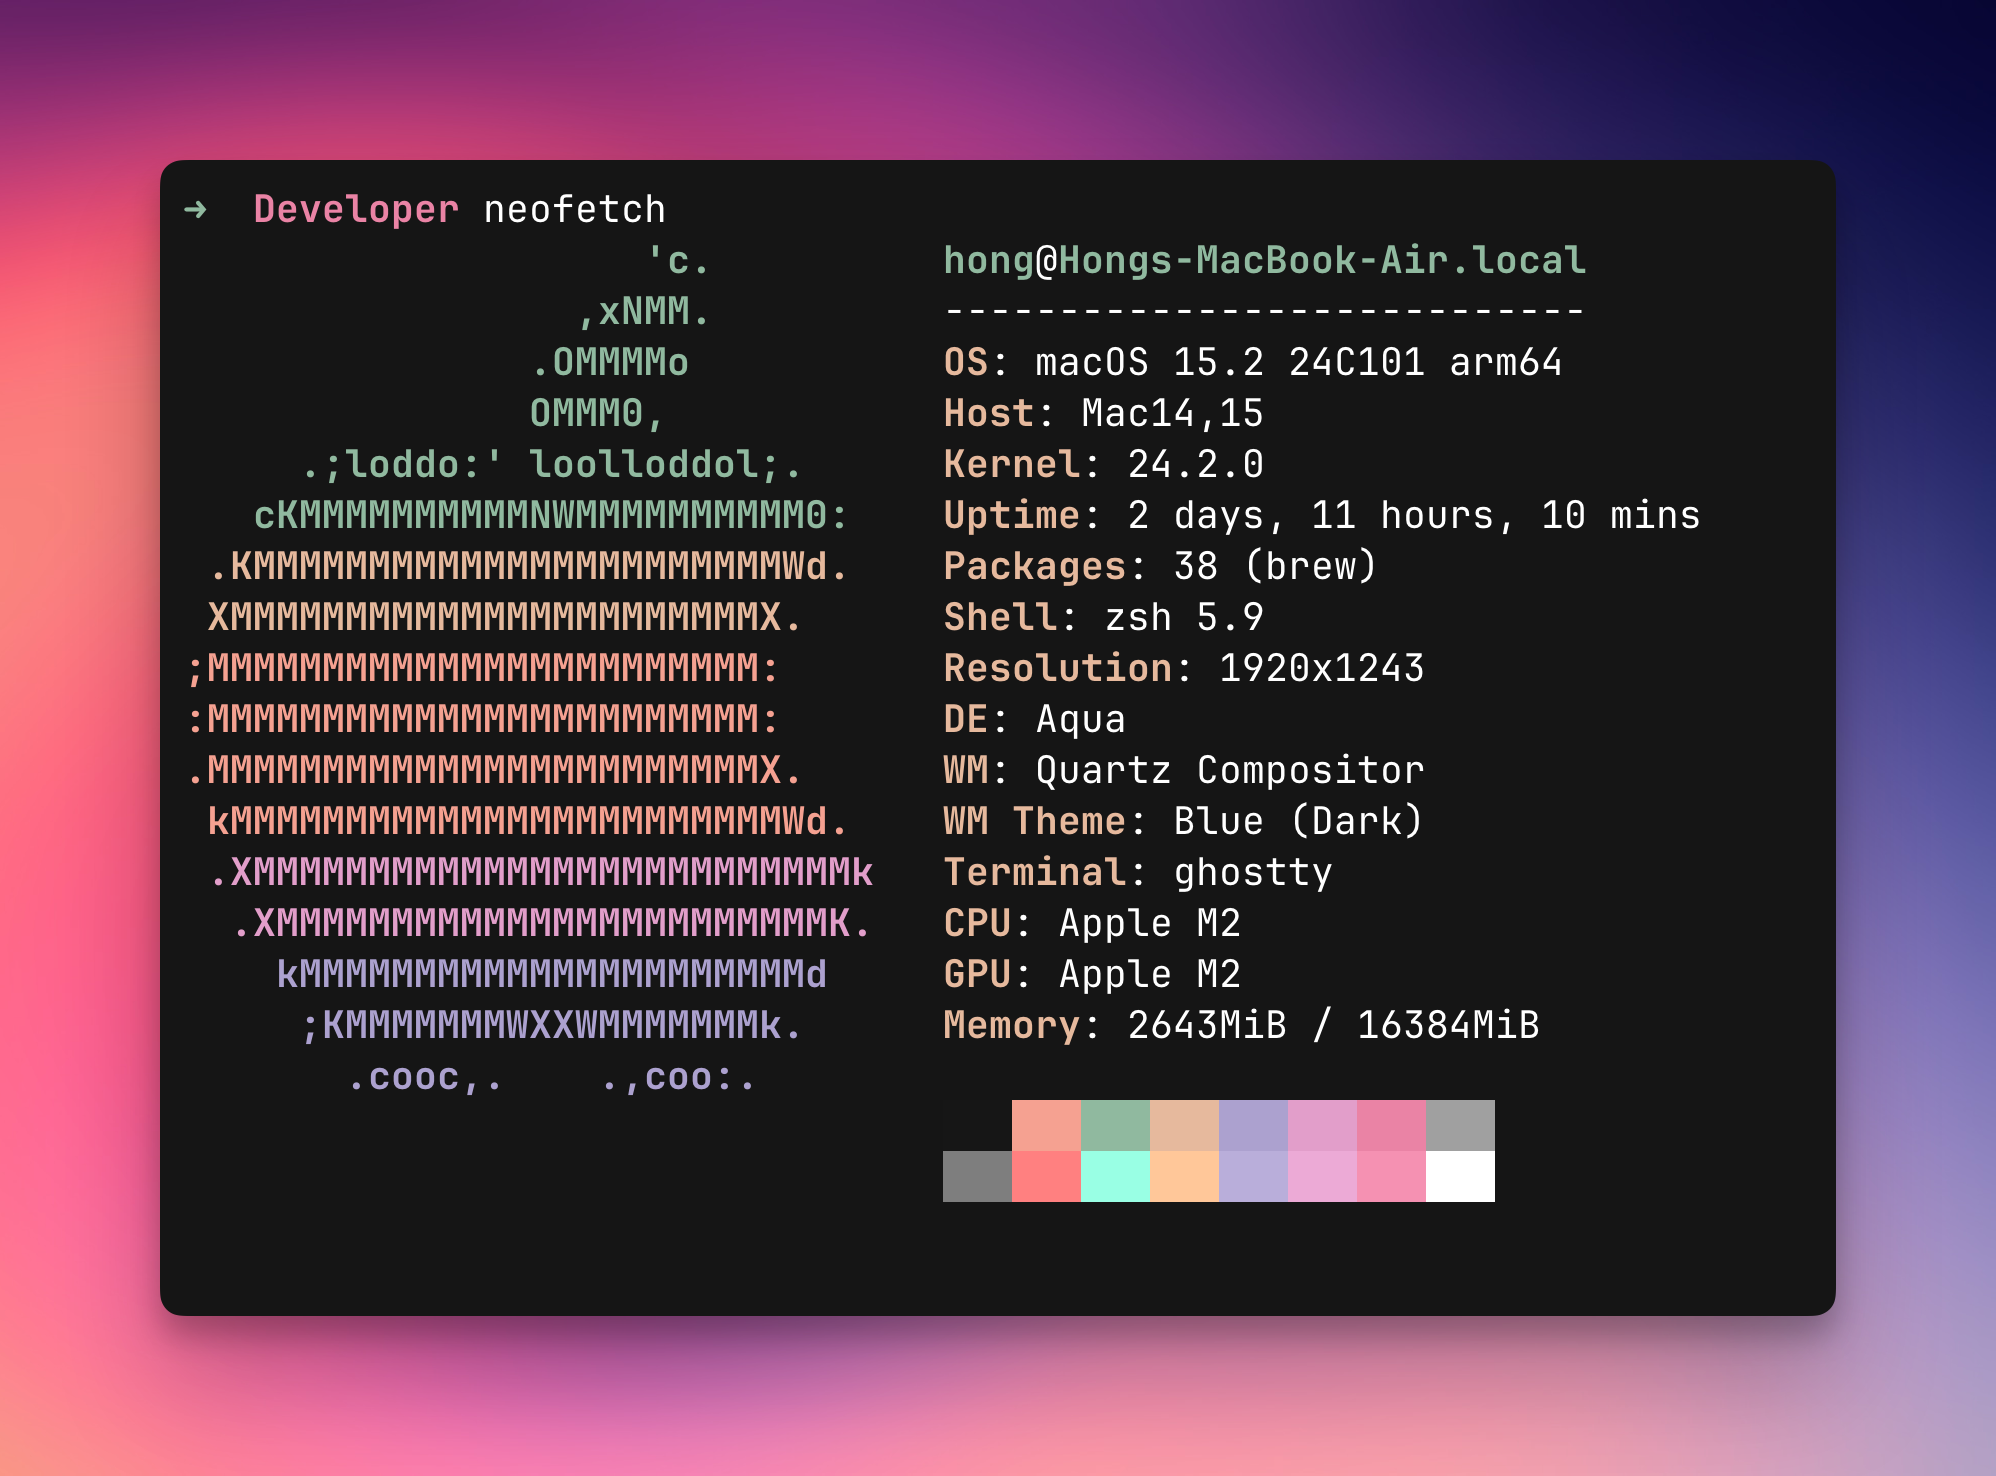 →  Developer neofetch
                    'c.          hong@Hongs-MacBook-Air.local
                 ,xNMM.          ----------------------------
               .OMMMMo           OS: macOS 15.2 24C101 arm64
               OMMM0,            Host: Mac14,15
     .;loddo:' loolloddol;.      Kernel: 24.2.0
   cKMMMMMMMMMMNWMMMMMMMMMM0:    Uptime: 2 days, 11 hours, 10 mins
 .KMMMMMMMMMMMMMMMMMMMMMMMWd.    Packages: 38 (brew)
 XMMMMMMMMMMMMMMMMMMMMMMMX.      Shell: zsh 5.9
;MMMMMMMMMMMMMMMMMMMMMMMM:       Resolution: 1920x1243
:MMMMMMMMMMMMMMMMMMMMMMMM:       DE: Aqua
.MMMMMMMMMMMMMMMMMMMMMMMMX.      WM: Quartz Compositor
 kMMMMMMMMMMMMMMMMMMMMMMMMWd.    WM Theme: Blue (Dark)
 .XMMMMMMMMMMMMMMMMMMMMMMMMMMk   Terminal: ghostty
  .XMMMMMMMMMMMMMMMMMMMMMMMMK.   CPU: Apple M2
    kMMMMMMMMMMMMMMMMMMMMMMd     GPU: Apple M2
     ;KMMMMMMMWXXWMMMMMMMk.      Memory: 2643MiB / 16384MiB
       .cooc,.    .,coo:.